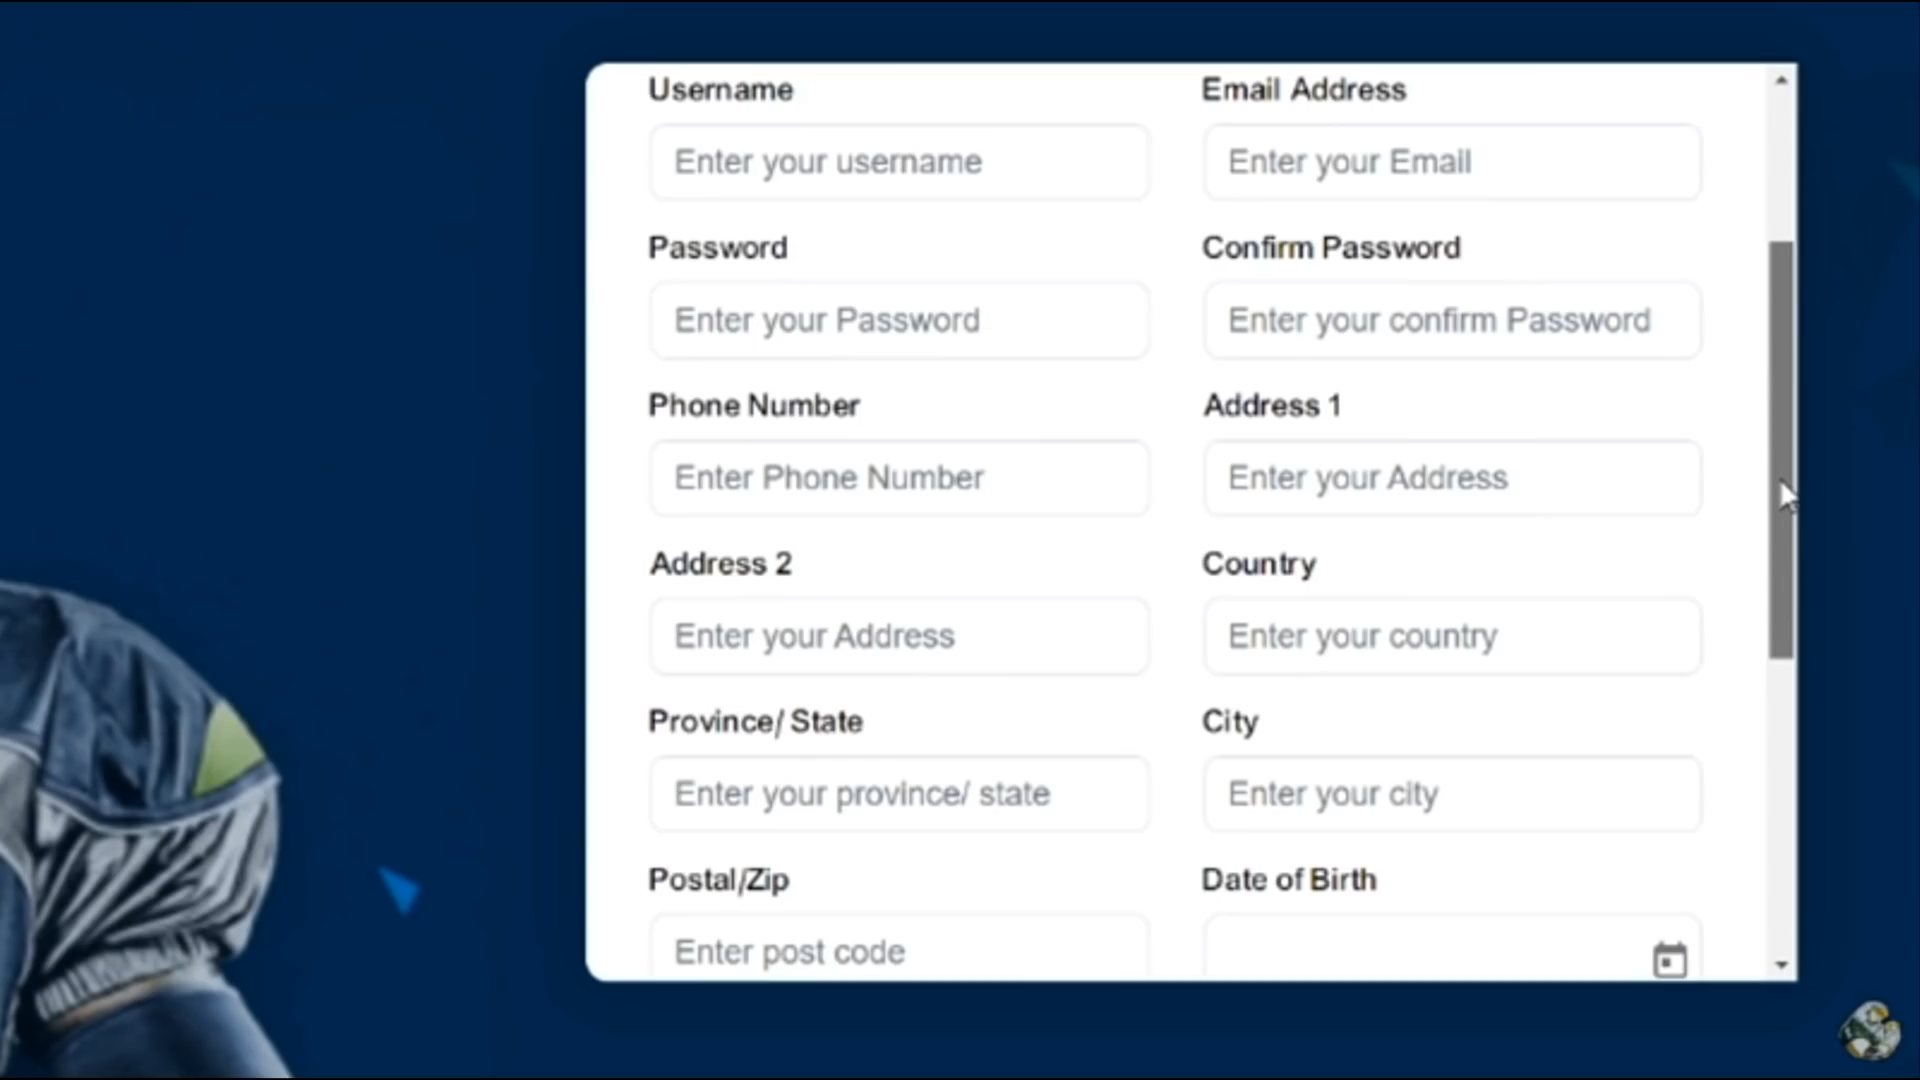 Username Email Address
Enter your username Enter your Email
Password Confirm Password
Enter your Password Enter your confirm Password
Phone Number Address 1
Enter Phone Number Enter your Address
Address 2 Country
Enter your Address Enter your country
Province/ State City
Enter your province/ state Enter your city
Postal/Zip Date of Birth
Enter post code